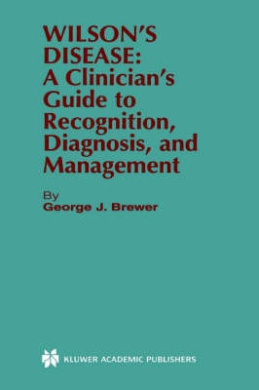 WILSON'S
DISEASE:
A Clinician's
Guide to
Recognition,
Diagnosis, and
Management
By
George J. Brewer
KLUWER ACADEMIC PUBLISHERS